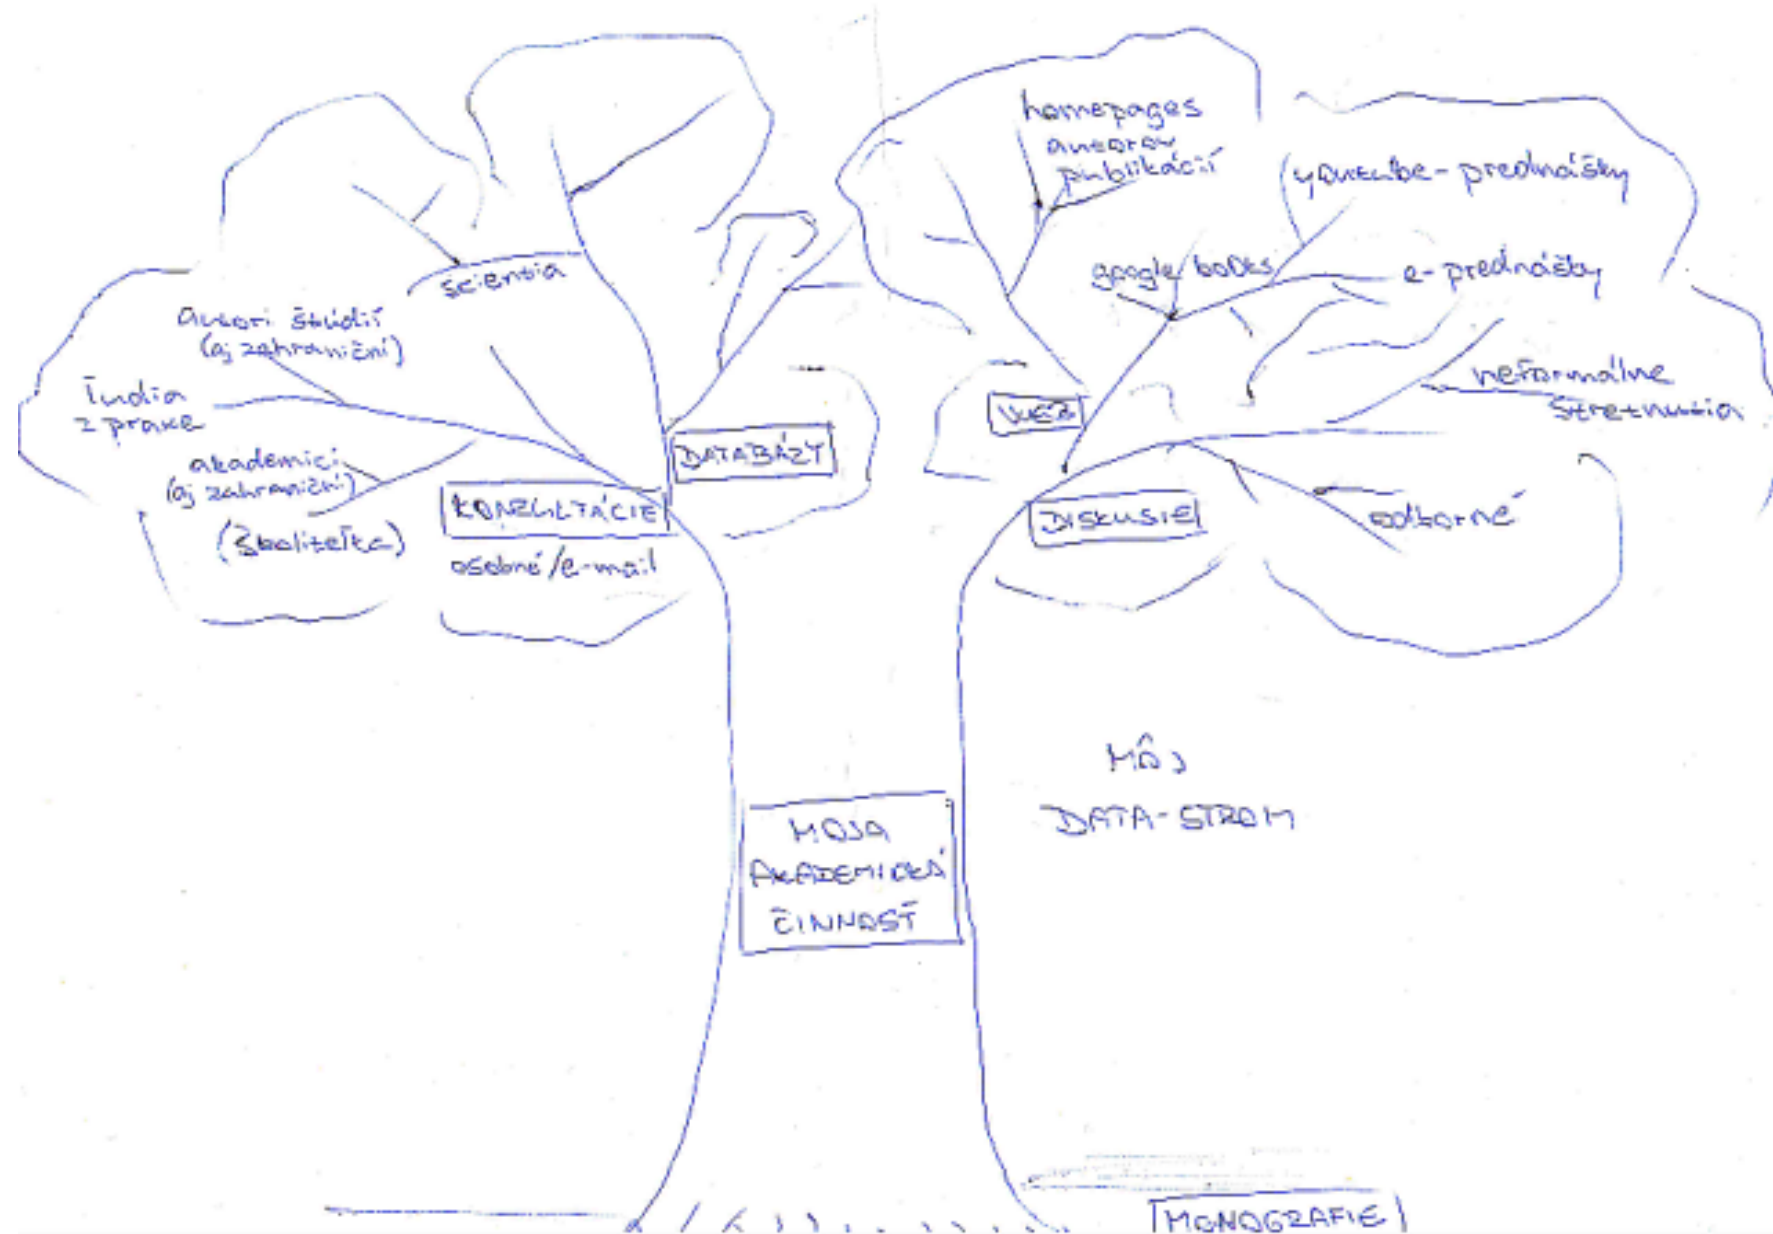 homepages
autorov
publikácií
youtube - prednášky
google books
e-prednášky
scientia
autori štúdií
(aj zahraniční)
ľudia
z praxe
akademici
(aj zahraniční)
(školiteľka)
KONZULTÁCIE
osobné/e-mail
DATABÁZY
WEB
neformálne
stretnutia
DISKUSIE
odborné
MÔJ
DATA-STROM
MOJA
AKADEMICKÁ
ČINNOSŤ
MONOGRAFIE